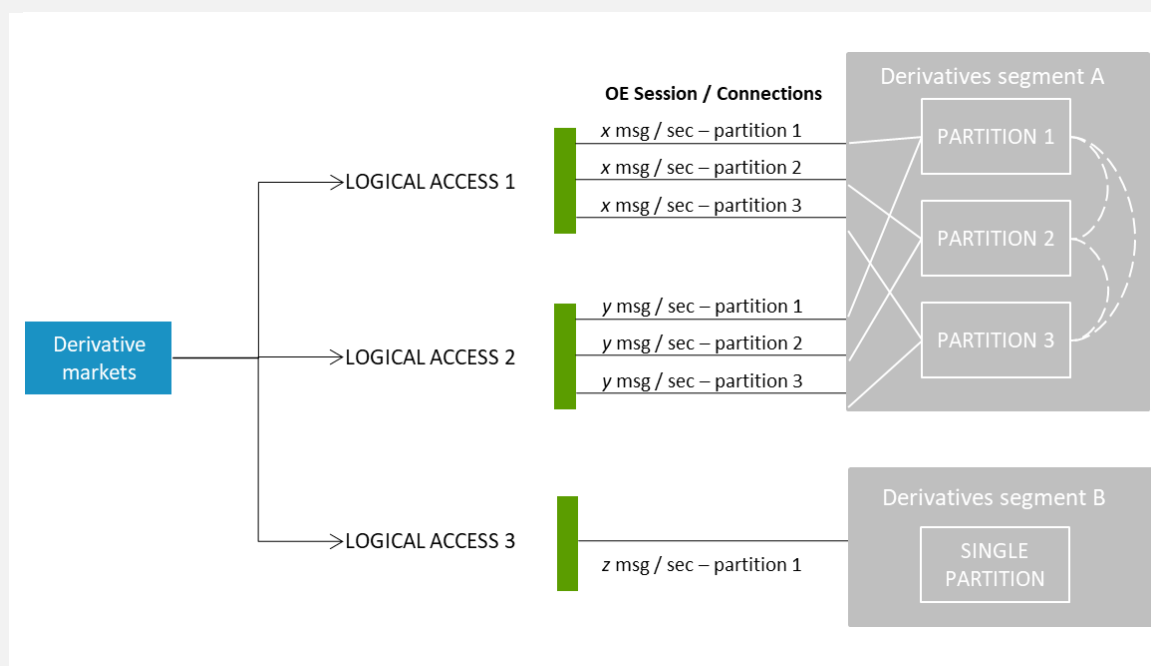 OE Session / Connections
x msg / sec – partition 1
x msg / sec – partition 2
x msg / sec – partition 3
LOGICAL ACCESS 1
Derivatives segment A
PARTITION 1
PARTITION 2
PARTITION 3
Derivative
markets
LOGICAL ACCESS 2
y msg / sec – partition 1
y msg / sec – partition 2
y msg / sec – partition 3
LOGICAL ACCESS 3
z msg / sec – partition 1
Derivatives segment B
SINGLE
PARTITION